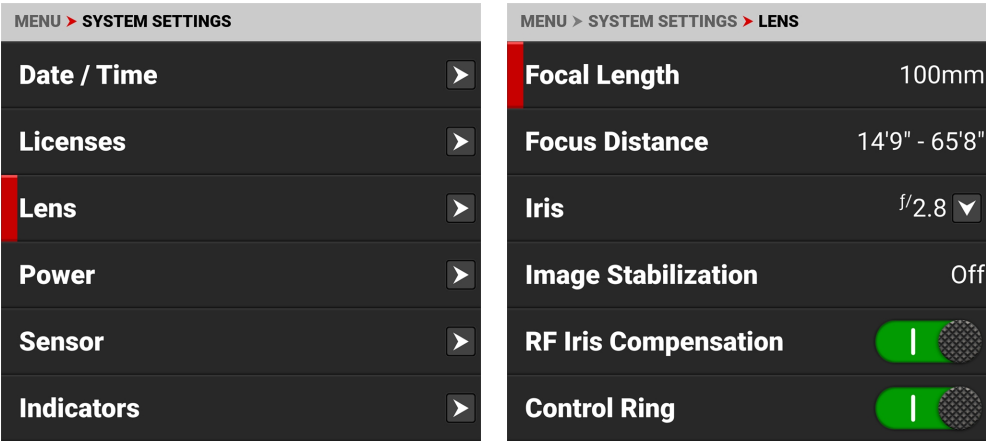 MENU > SYSTEM SETTINGS
Date / Time
Licenses
Lens
Power
Sensor
Indicators
MENU > SYSTEM SETTINGS > LENS
Focal Length 100mm
Focus Distance 14'9" - 65'8"
Iris ƒ/2.8
Image Stabilization Off
RF Iris Compensation
Control Ring